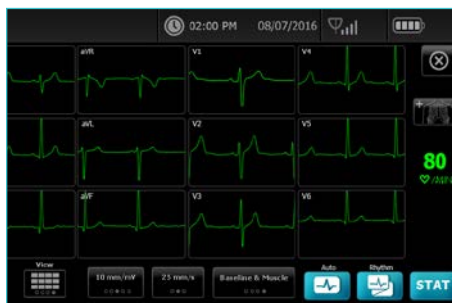 02:00 PM 08/07/2016
aVR V1 V4
aVL V2 V5
80
aVF V3 V6
View Auto Rhythm
10 mm/mV 25 mm/s Baseline & Muscle STAT